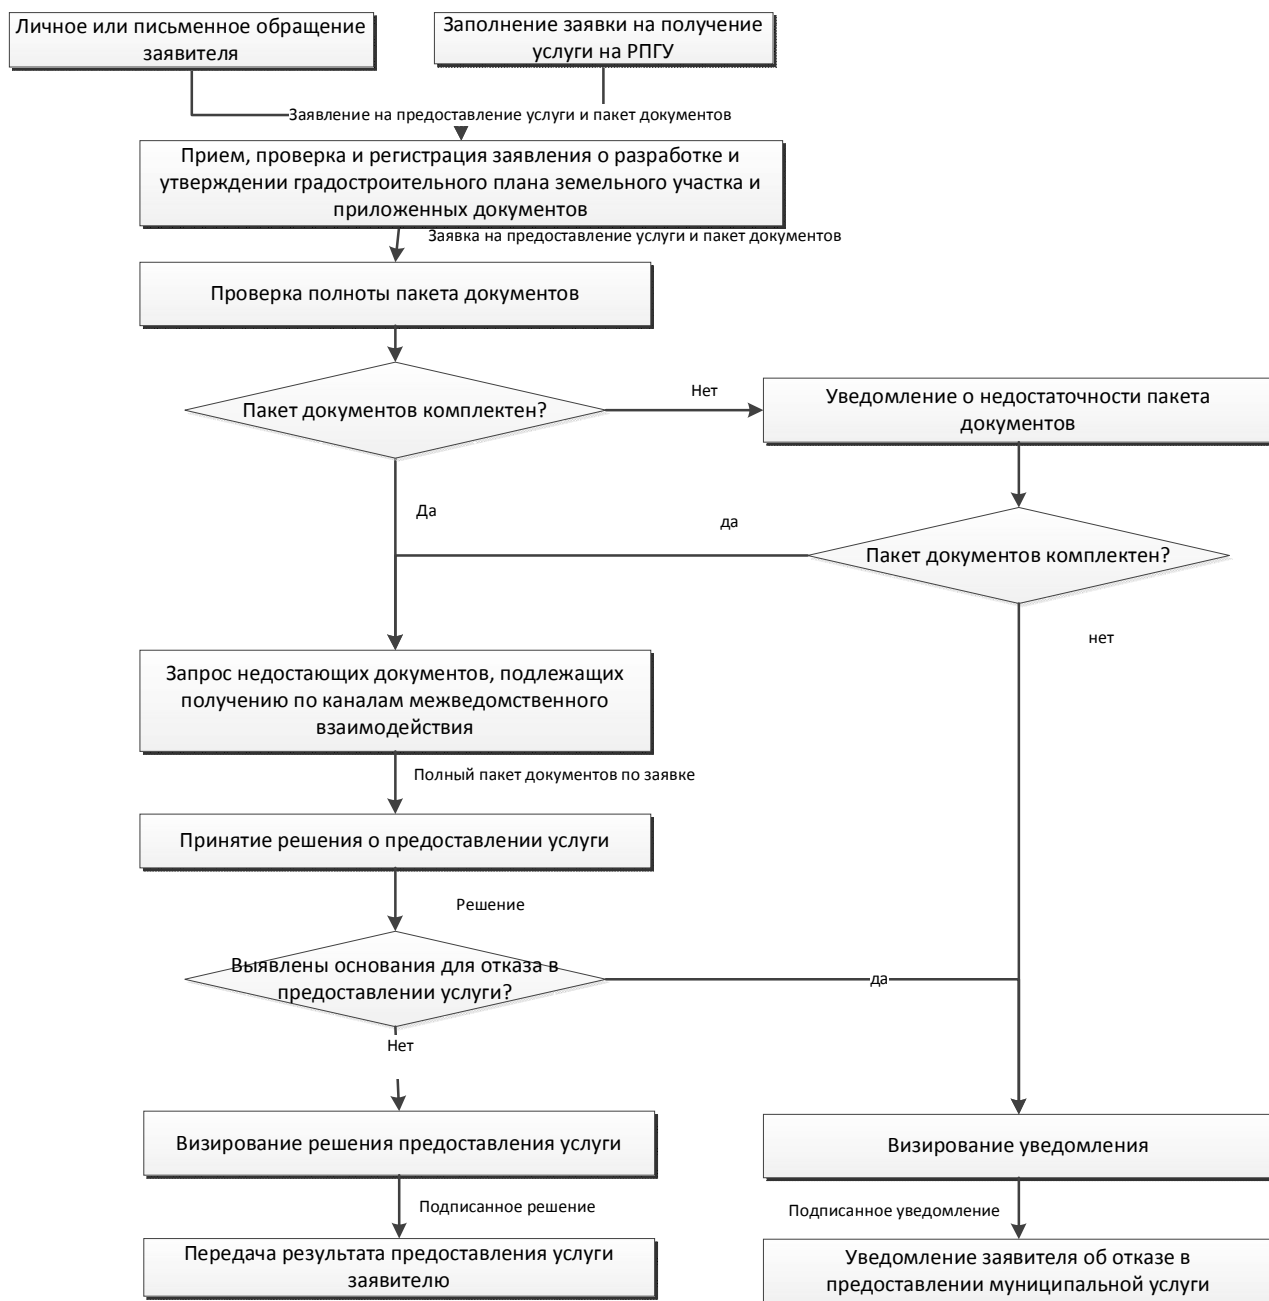 Личное или письменное обращение
заявителя
Заполнение заявки на получение
услуги на РПГУ
Заявление на предоставление услуги и пакет документов
Прием, проверка и регистрация заявления о разработке и
утверждении градостроительного плана земельного участка и
приложенных документов
Заявка на предоставление услуги и пакет документов
Проверка полноты пакета документов
Пакет документов комплектен?
Нет
Уведомление о недостаточности пакета
документов
Да
да
Пакет документов комплектен?
нет
Запрос недостающих документов, подлежащих
получению по каналам межведомственного
взаимодействия
Полный пакет документов по заявке
Принятие решения о предоставлении услуги
Решение
Выявлены основания для отказа в
предоставлении услуги?
да
Нет
Визирование решения предоставления услуги
Визирование уведомления
Подписанное решение
Подписанное уведомление
Передача результата предоставления услуги
заявителю
Уведомление заявителя об отказе в
предоставлении муниципальной услуги